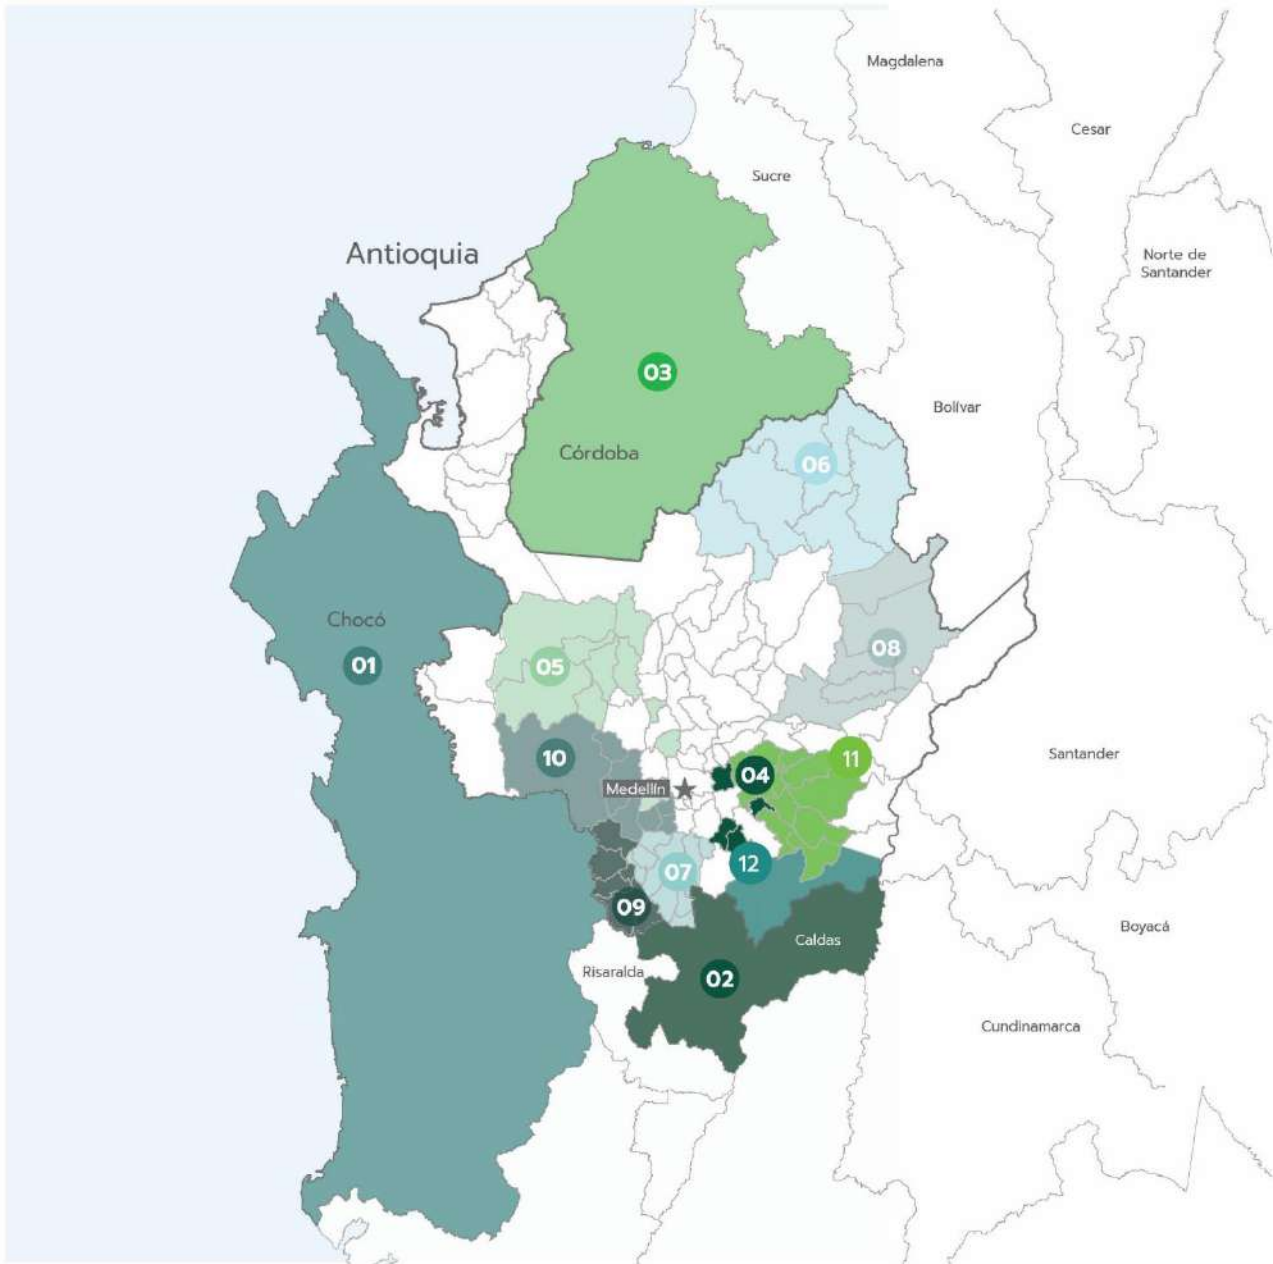 Magdalena
Cesar
Sucre
Antioquia
Norte de
Santander
03
Bolívar
Córdoba
06
Chocó
01
05
08
10
11
Santander
04
Medellín
12
07
09
Boyacá
Caldas
Risaralda
02
Cundinamarca